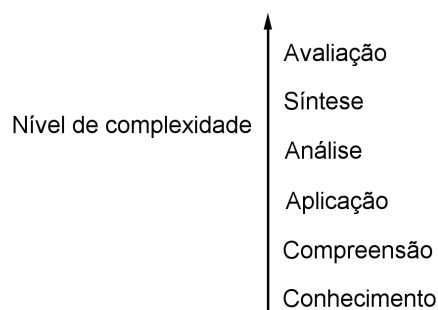 Avaliação
Síntese
Nível de complexidade
Análise
Aplicação
Compreensão
Conhecimento